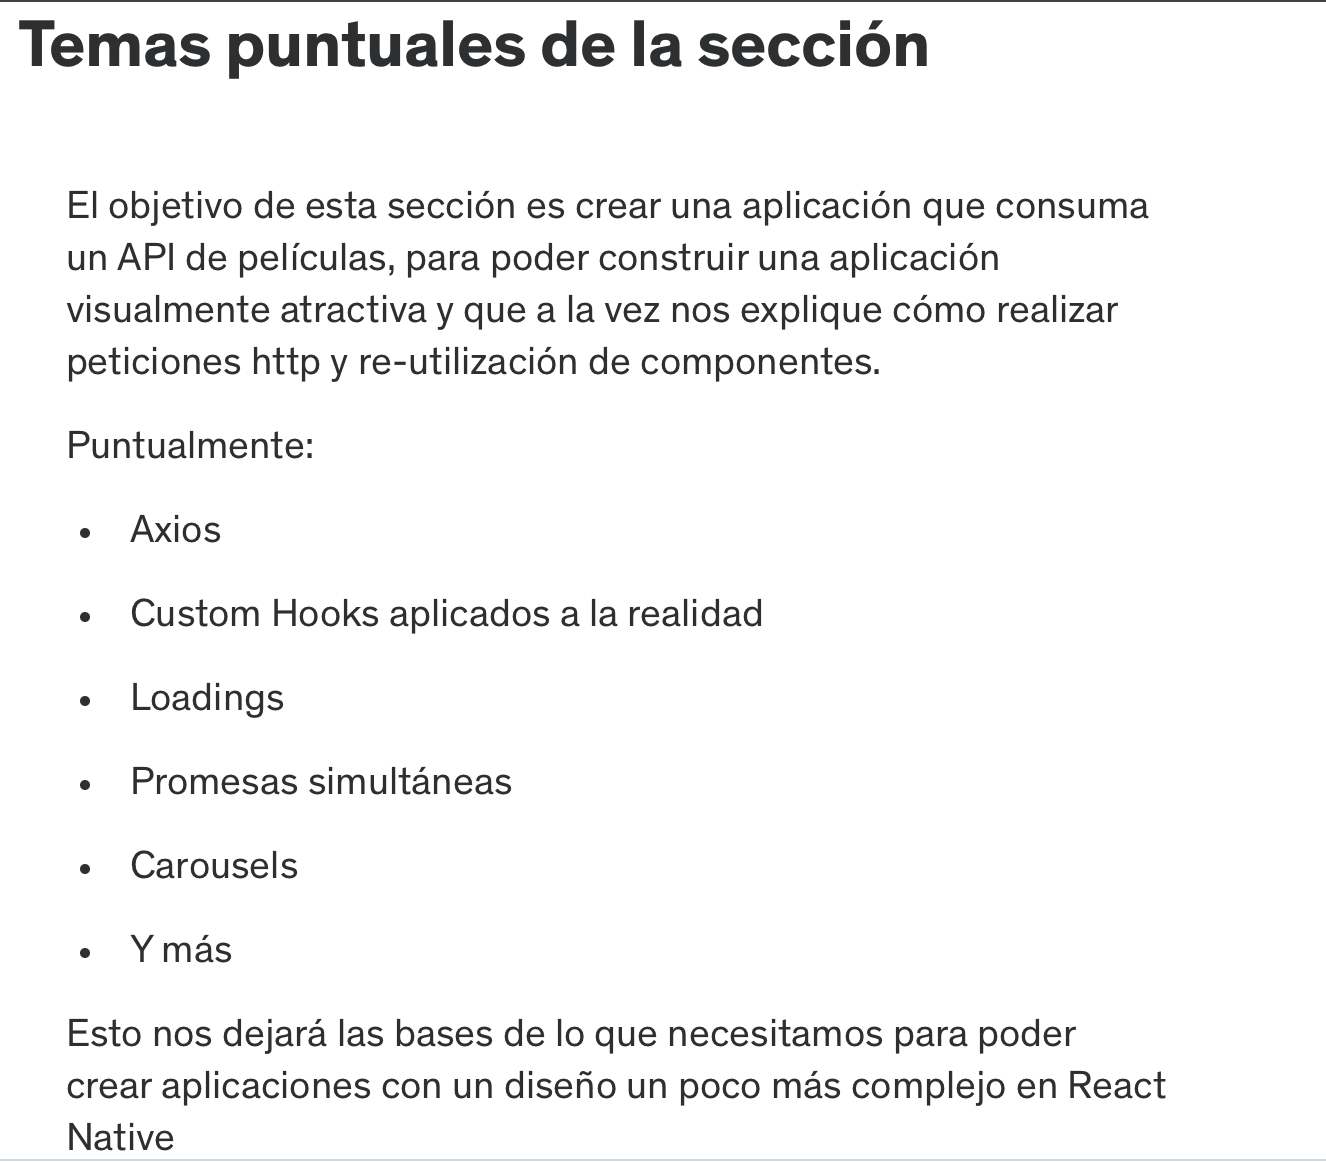 Temas puntuales de la sección
El objetivo de esta sección es crear una aplicación que consuma
un API de películas, para poder construir una aplicación
visualmente atractiva y que a la vez nos explique cómo realizar
peticiones http y re-utilización de componentes.
Puntualmente:
• Axios
• Custom Hooks aplicados a la realidad
• Loadings
• Promesas simultáneas
• Carousels
• Y más
Esto nos dejará las bases de lo que necesitamos para poder
crear aplicaciones con un diseño un poco más complejo en React
Native